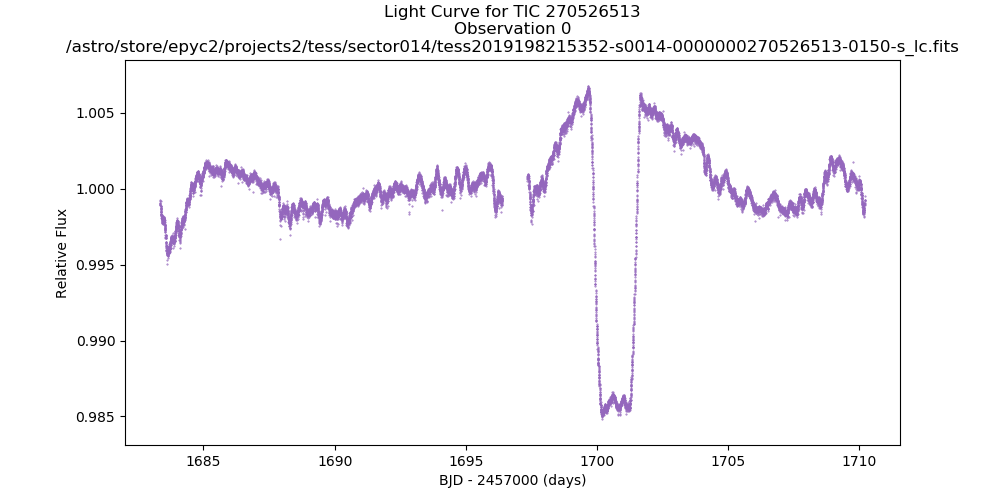 Light Curve for TIC 270526513
Observation 0
/astro/store/epyc2/projects2/tess/sector014/tess2019198215352-s0014-0000000270526513-0150-s_lc.fits
1.005
1.000
0.995
0.990
0.985
Relative Flux
1685
1690
1695
1700
1705
1710
BJD - 2457000 (days)